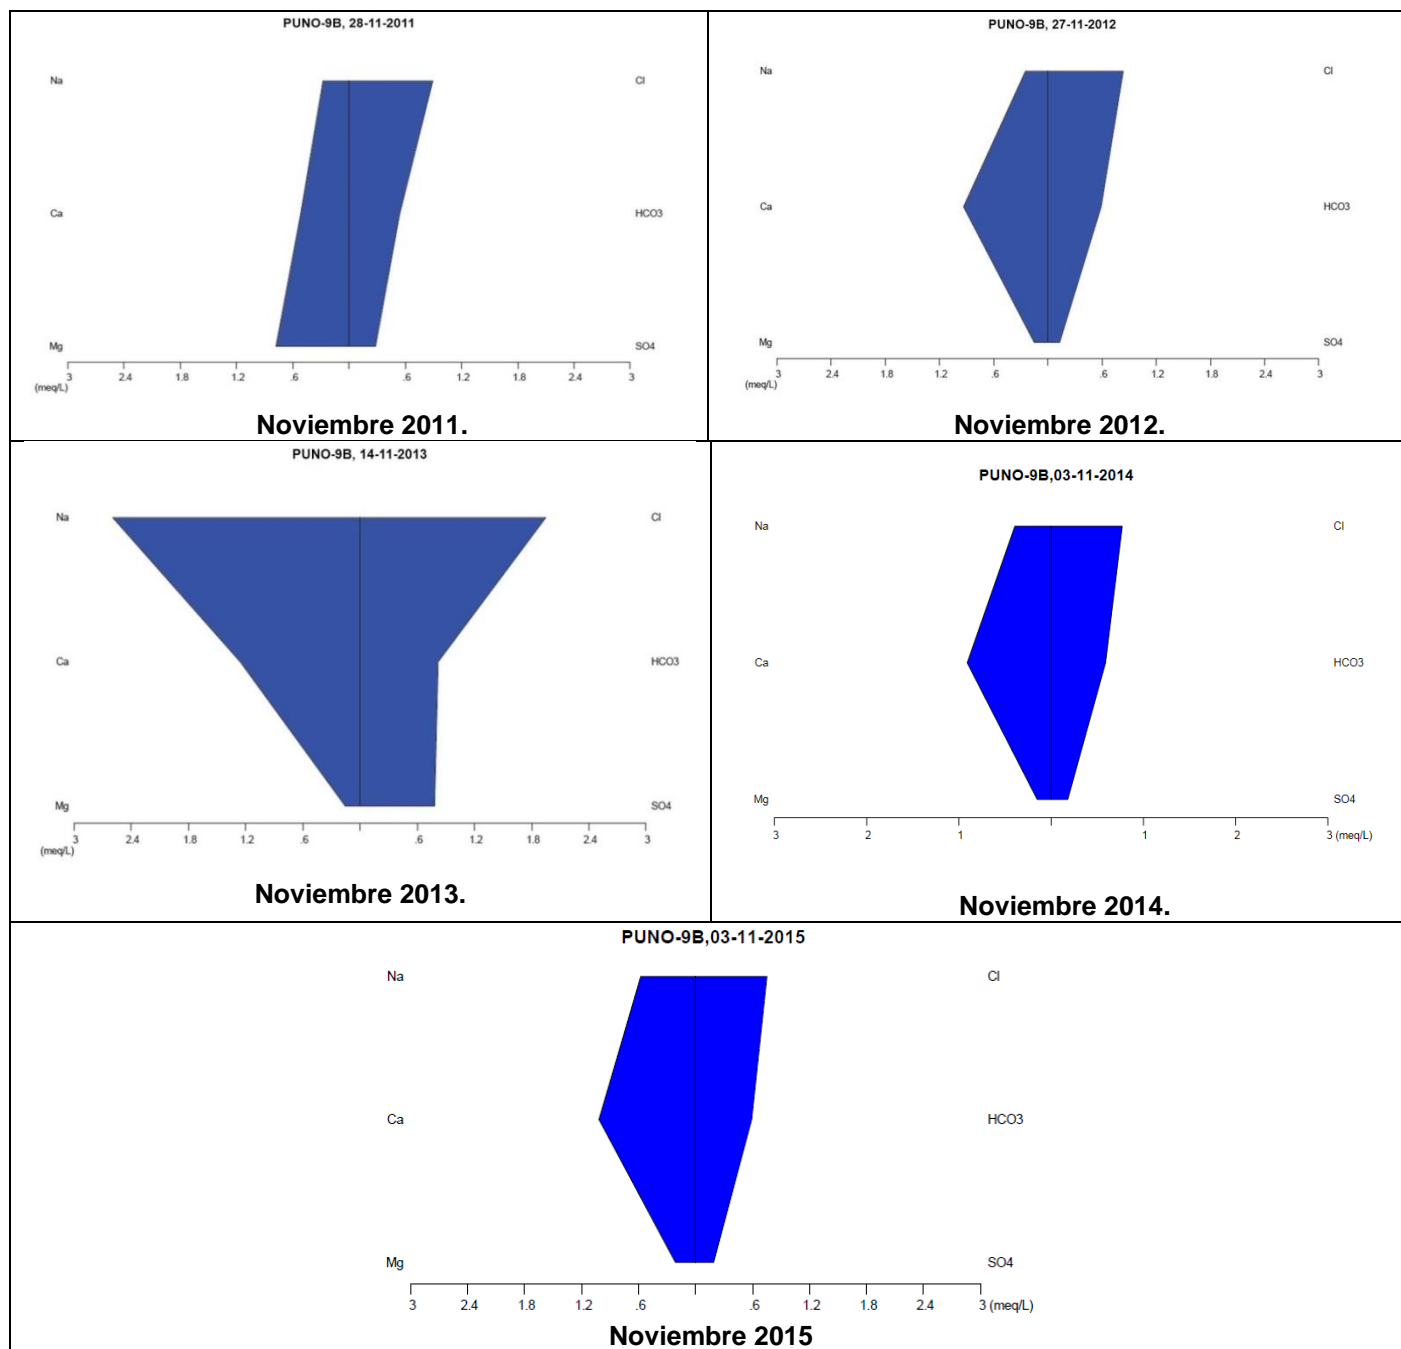 PUNO-9B, 28-11-2011
Na Cl
Ca HCO3
Mg SO4
3 2.4 1.8 1.2 .6 .6 1.2 1.8 2.4 3
(meq/L)
Noviembre 2011.
PUNO-9B, 27-11-2012
Na Cl
Ca HCO3
Mg SO4
3 2.4 1.8 1.2 .6 .6 1.2 1.8 2.4 3
(meq/L)
Noviembre 2012.
PUNO-9B, 14-11-2013
Na Cl
Ca HCO3
Mg SO4
3 2.4 1.8 1.2 .6 .6 1.2 1.8 2.4 3
(meq/L)
Noviembre 2013.
PUNO-9B,03-11-2014
Na Cl
Ca HCO3
Mg SO4
3 2 1 1 2 3 (meq/L)
Noviembre 2014.
PUNO-9B,03-11-2015
Na Cl
Ca HCO3
Mg SO4
3 2.4 1.8 1.2 .6 .6 1.2 1.8 2.4 3 (meq/L)
Noviembre 2015